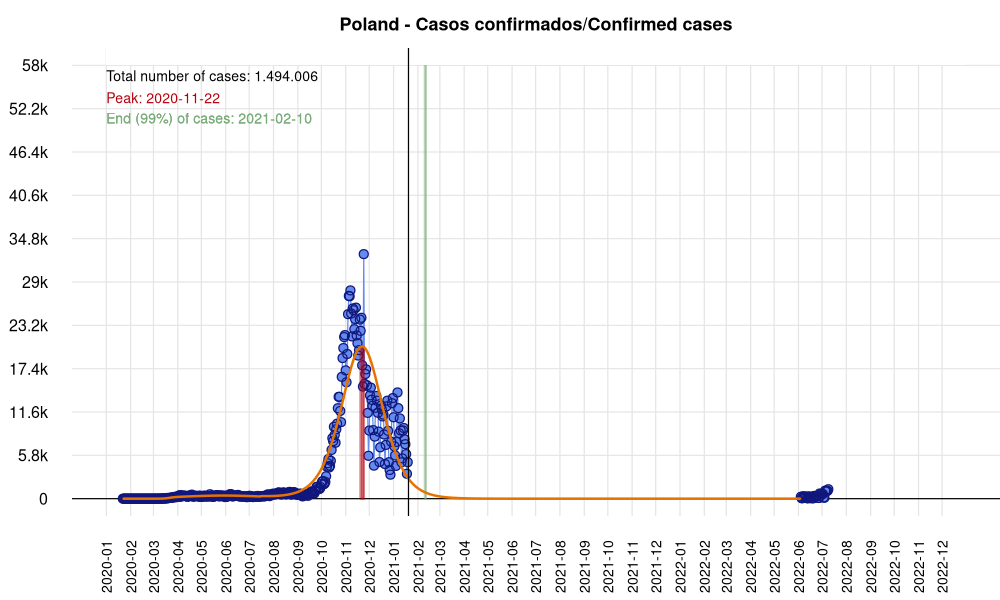 Poland - Casos confirmados/Confirmed cases
Total number of cases: 1.494.006
Peak: 2020-11-22
End (99%) of cases: 2021-02-10
58k
52.2k
46.4k
40.6k
34.8k
29k
23.2k
17.4k
11.6k
5.8k
0
2020-01
2020-02
2020-03
2020-04
2020-05
2020-06
2020-07
2020-08
2020-09
2020-10
2020-11
2020-12
2021-01
2021-02
2021-03
2021-04
2021-05
2021-06
2021-07
2021-08
2021-09
2021-10
2021-11
2021-12
2022-01
2022-02
2022-03
2022-04
2022-05
2022-06
2022-07
2022-08
2022-09
2022-10
2022-11
2022-12